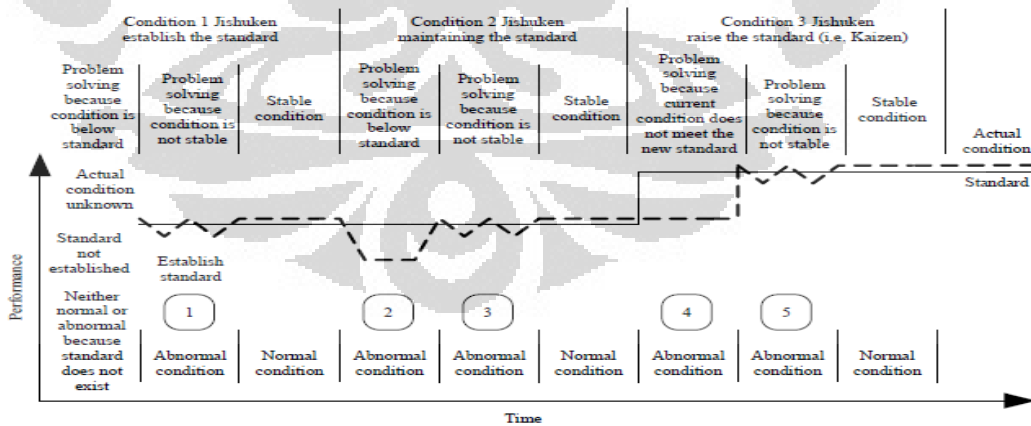 Condition 1 Jishuken
establish the standard
Condition 2 Jishuken
maintaining the standard
Condition 3 Jishuken
raise the standard (i.e. Kaizen)
Problem
solving
because
condition is
below
standard
Problem
solving
because
condition is
not stable
Stable
condition
Problem
solving
because
condition is
below
standard
Problem
solving
because
condition is
not stable
Stable
condition
Problem
solving
because
current
condition does
not meet the
new standard
Problem
solving
because
condition is
not stable
Stable
condition
Actual
condition
Standard
Actual
condition
unknown
Standard
not
established
Establish
standard
Neither
normal or
abnormal
because
standard
does not
exist
1
2
3
4
5
Abnormal
condition
Normal
condition
Abnormal
condition
Abnormal
condition
Normal
condition
Abnormal
condition
Abnormal
condition
Normal
condition
Performance
Time